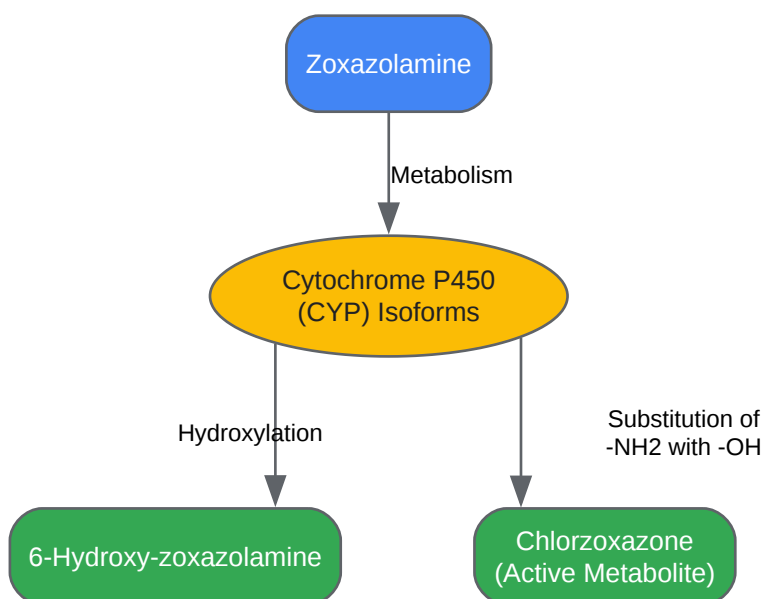 Zoxazolamine
Metabolism
Cytochrome P450
(CYP) Isoforms
Hydroxylation
Substitution of
-NH2 with -OH
6-Hydroxy-zoxazolamine
Chlorzoxazone
(Active Metabolite)